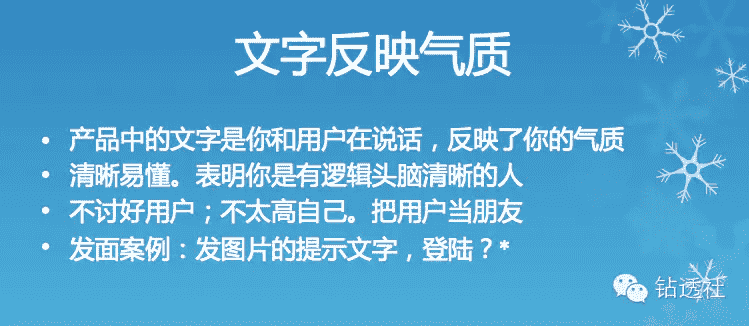 文字反映气质
• 产品中的文字是你和用户在说话，反映了你的气质
• 清晰易懂。表明你是有逻辑头脑清晰的人
• 不讨好用户；不太高自己。把用户当朋友
• 发面案例：发图片的提示文字，登陆？*
钻透社